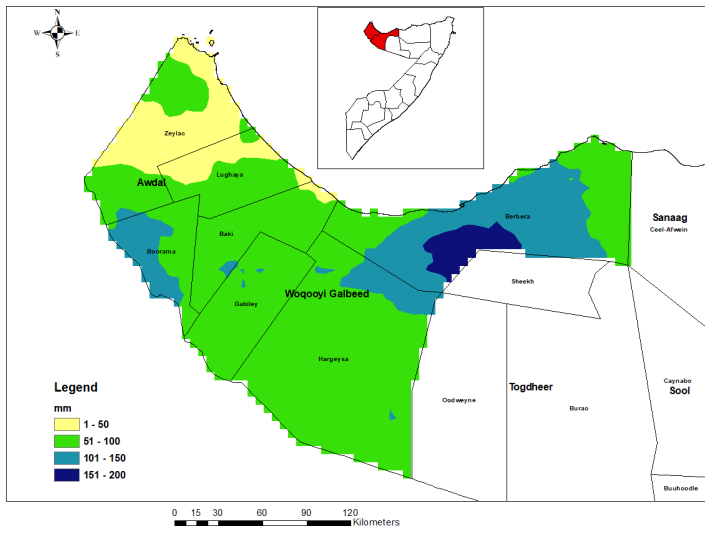 N
W E
S
Zeylac
Awdal
Lughaya
Boorama
Baki
Berbera
Sanaag
Ceel-Afwein
Sheekh
Woqooyi Galbeed
Gabiley
Hargeysa
Oodweyne
Togdheer
Burao
Caynabo
Sool
Buuhoodle
Legend
mm
1 - 50
51 - 100
101 - 150
151 - 200
0 15 30 60 90 120
Kilometers